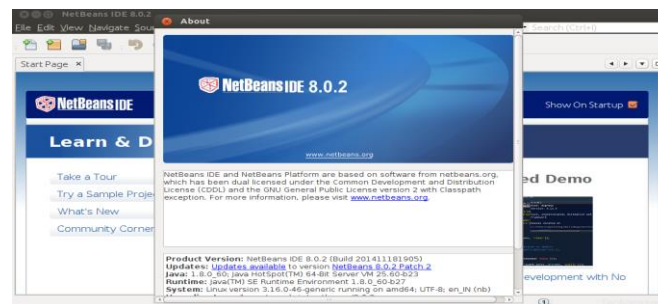 NetBeans IDE 8.0.2
About
File Edit View Navigate Sou
Search (Ctrl+I)
Start Page
NetBeans IDE
Show On Startup
NetBeans IDE 8.0.2
Learn & D
www.netbeans.org
Take a Tour
Try a Sample Proje
What's New
Community Corner
ed Demo
NetBeans IDE and NetBeans Platform are based on software from netbeans.org,
which has been dual licensed under the Common Development and Distribution
License (CDDL) and the GNU General Public License version 2 with Classpath
exception. For more information, please visit www.netbeans.org.
Product Version: NetBeans IDE 8.0.2 (Build 201411181905)
Updates: Updates available to version NetBeans 8.0.2 Patch 2
Java: 1.8.0_60; Java HotSpot(TM) 64-Bit Server VM 25.60-b23
Runtime: Java(TM) SE Runtime Environment 1.8.0_60-b27
System: Linux version 3.16.0-46-generic running on amd64; UTF-8; en_IN (nb)
evelopment with No
1